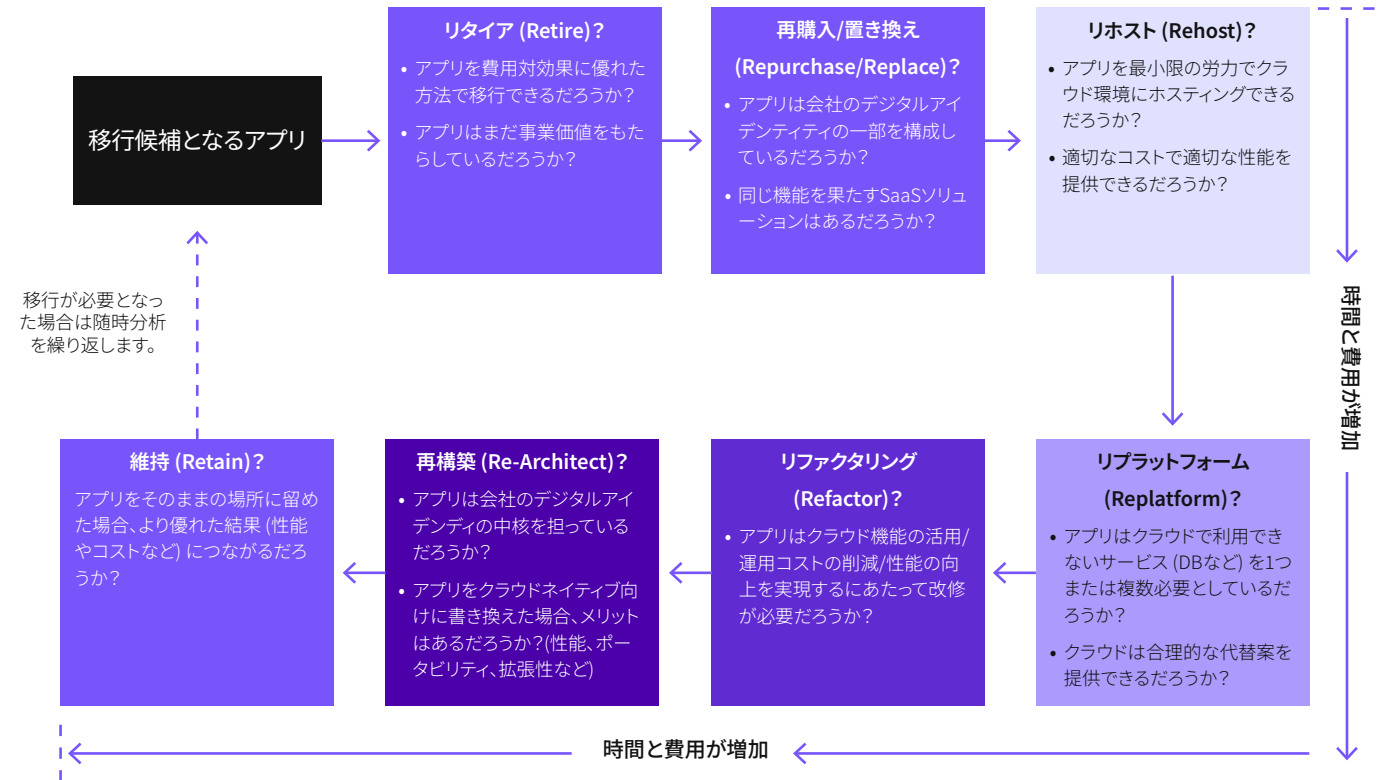 移行候補となるアプリ
リタイア (Retire)?
• アプリを費用対効果に優れた
方法で移行できるだろうか?
• アプリはまだ事業価値をもた
らしているだろうか?
再購入/置き換え
(Repurchase/Replace)?
• アプリは会社のデジタルアイ
デンティティの一部を構成し
ているだろうか?
• 同じ機能を果たすSaaSソリュ
ーションはあるだろうか?
リホスト (Rehost)?
• アプリを最小限の労力でクラ
ウド環境にホスティングできる
だろうか?
• 適切なコストで適切な性能を
提供できるだろうか?
時間と費用が増加
リプラットフォーム
(Replatform)?
• アプリはクラウドで利用でき
ないサービス (DBなど) を1つ
または複数必要としているだ
ろうか?
• クラウドは合理的な代替案を
提供できるだろうか?
リファクタリング
(Refactor)?
• アプリはクラウド機能の活用/
運用コストの削減/性能の向
上を実現するにあたって改修
が必要だろうか?
再構築 (Re-Architect)?
• アプリは会社のデジタルアイ
デンディの中核を担っている
だろうか?
• アプリをクラウドネイティブ向
けに書き換えた場合、メリット
はあるだろうか?(性能、ポー
タビリティ、拡張性など)
維持 (Retain)?
アプリをそのままの場所に留め
た場合、より優れた結果 (性能
やコストなど) につながるだろ
うか?
移行が必要となっ
た場合は随時分析
を繰り返します。
時間と費用が増加